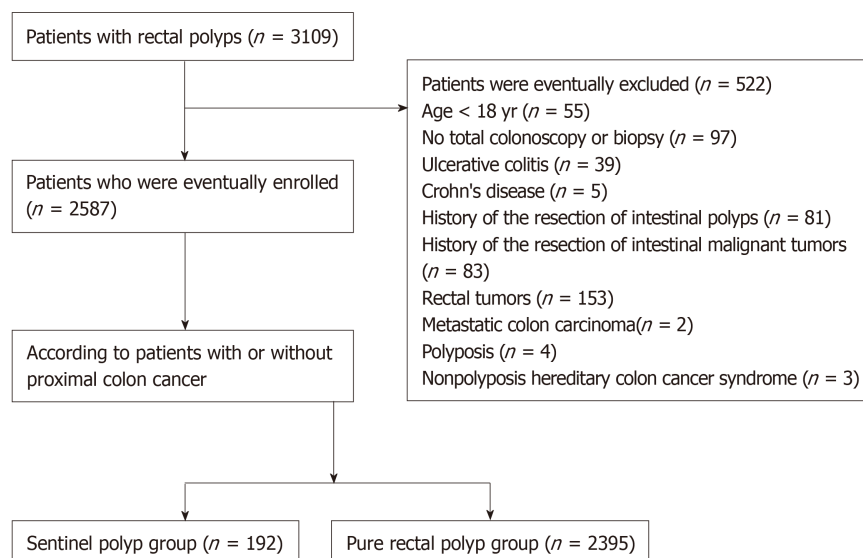 Patients with rectal polyps (n = 3109)
Patients were eventually excluded (n = 522)
Age < 18 yr (n = 55)
No total colonoscopy or biopsy (n = 97)
Ulcerative colitis (n = 39)
Crohn's disease (n = 5)
History of the resection of intestinal polyps (n = 81)
History of the resection of intestinal malignant tumors
(n = 83)
Rectal tumors (n = 153)
Metastatic colon carcinoma(n = 2)
Polyposis (n = 4)
Nonpolyposis hereditary colon cancer syndrome (n = 3)
Patients who were eventually enrolled
(n = 2587)
According to patients with or without
proximal colon cancer
Sentinel polyp group (n = 192)
Pure rectal polyp group (n = 2395)